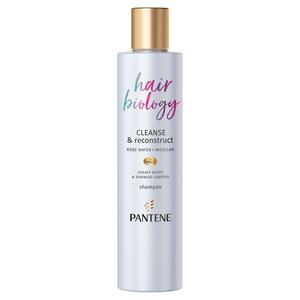 hair
biology
CLEANSE
& reconstruct
ROSE WATER + MICELLAR
GREASY ROOTS
& DAMAGED LENGTHS
shampoo
PANTENE